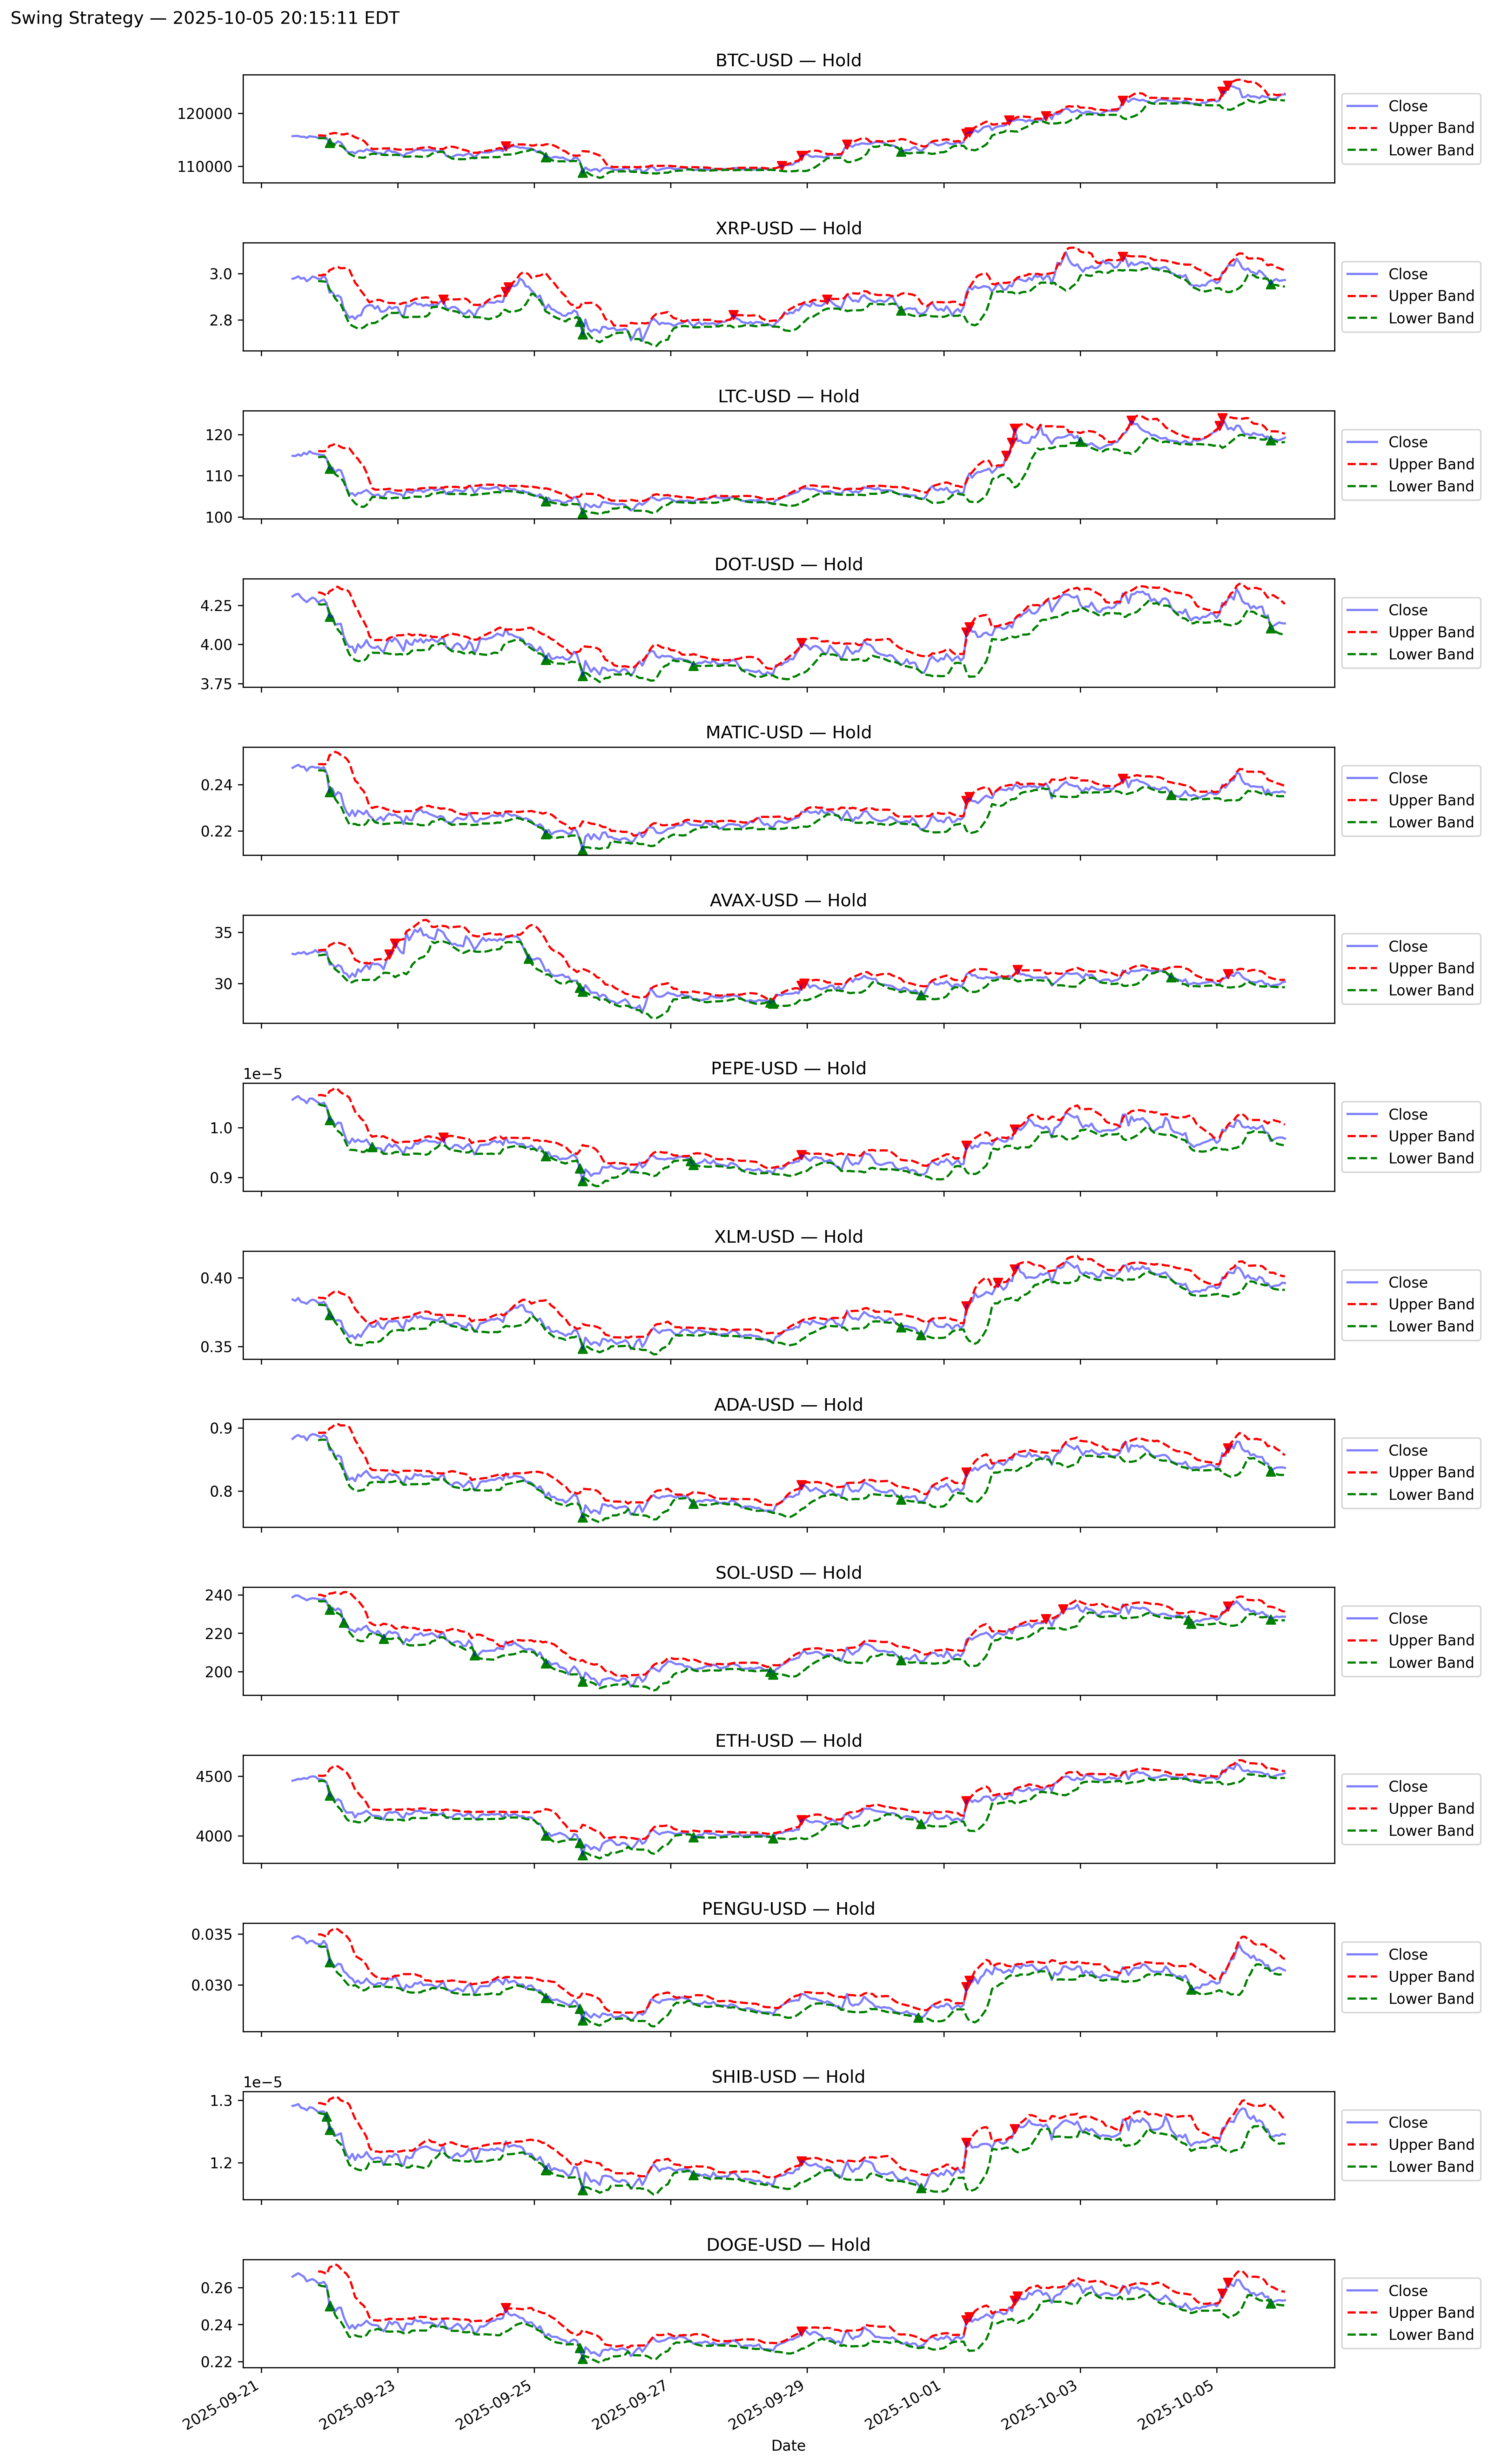 Swing Strategy — 2025-10-05 20:15:11 EDT
BTC-USD — Hold
120000
110000
Close
Upper Band
Lower Band
XRP-USD — Hold
3.0
2.8
Close
Upper Band
Lower Band
LTC-USD — Hold
120
110
100
Close
Upper Band
Lower Band
DOT-USD — Hold
4.25
4.00
3.75
Close
Upper Band
Lower Band
MATIC-USD — Hold
0.24
0.22
Close
Upper Band
Lower Band
AVAX-USD — Hold
35
30
Close
Upper Band
Lower Band
PEPE-USD — Hold
1e−5
1.0
0.9
Close
Upper Band
Lower Band
XLM-USD — Hold
0.40
0.35
Close
Upper Band
Lower Band
ADA-USD — Hold
0.9
0.8
Close
Upper Band
Lower Band
SOL-USD — Hold
240
220
200
Close
Upper Band
Lower Band
ETH-USD — Hold
4500
4000
Close
Upper Band
Lower Band
PENGU-USD — Hold
0.035
0.030
Close
Upper Band
Lower Band
SHIB-USD — Hold
1e−5
1.3
1.2
Close
Upper Band
Lower Band
DOGE-USD — Hold
0.26
0.24
0.22
Close
Upper Band
Lower Band
2025-09-21
2025-09-23
2025-09-25
2025-09-27
2025-09-29
2025-10-01
2025-10-03
2025-10-05
Date